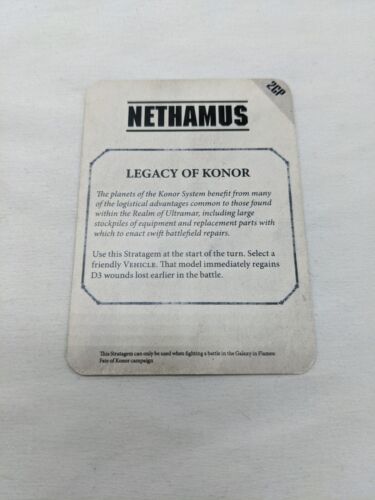 2CP
NETHAMUS
LEGACY OF KONOR
The planets of the Konor System benefit from many
of the logistical advantages common to those found
within the Realm of Ultramar, including large
stockpiles of equipment and replacement parts with
which to enact swift battlefield repairs.
Use this Stratagem at the start of the turn. Select a
friendly VEHICLE. That model immediately regains
D3 wounds lost earlier in the battle.
This Stratagem can only be used when fighting a battle in the Galaxy in Flames:
Fate of Konor campaign